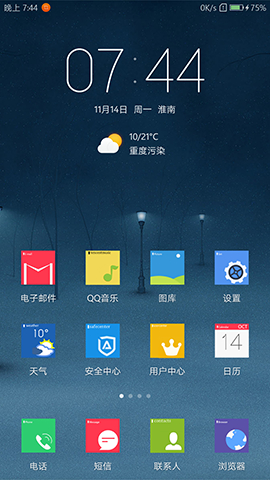 晚上 7:44
0K/s
75%
07:44
11月14日 周一 淮南
10/21°C
重度污染
电子邮件
QQ音乐
图库
设置
weather
10°
calendar
OCT
14
天气
安全中心
用户中心
日历
电话
短信
联系人
浏览器